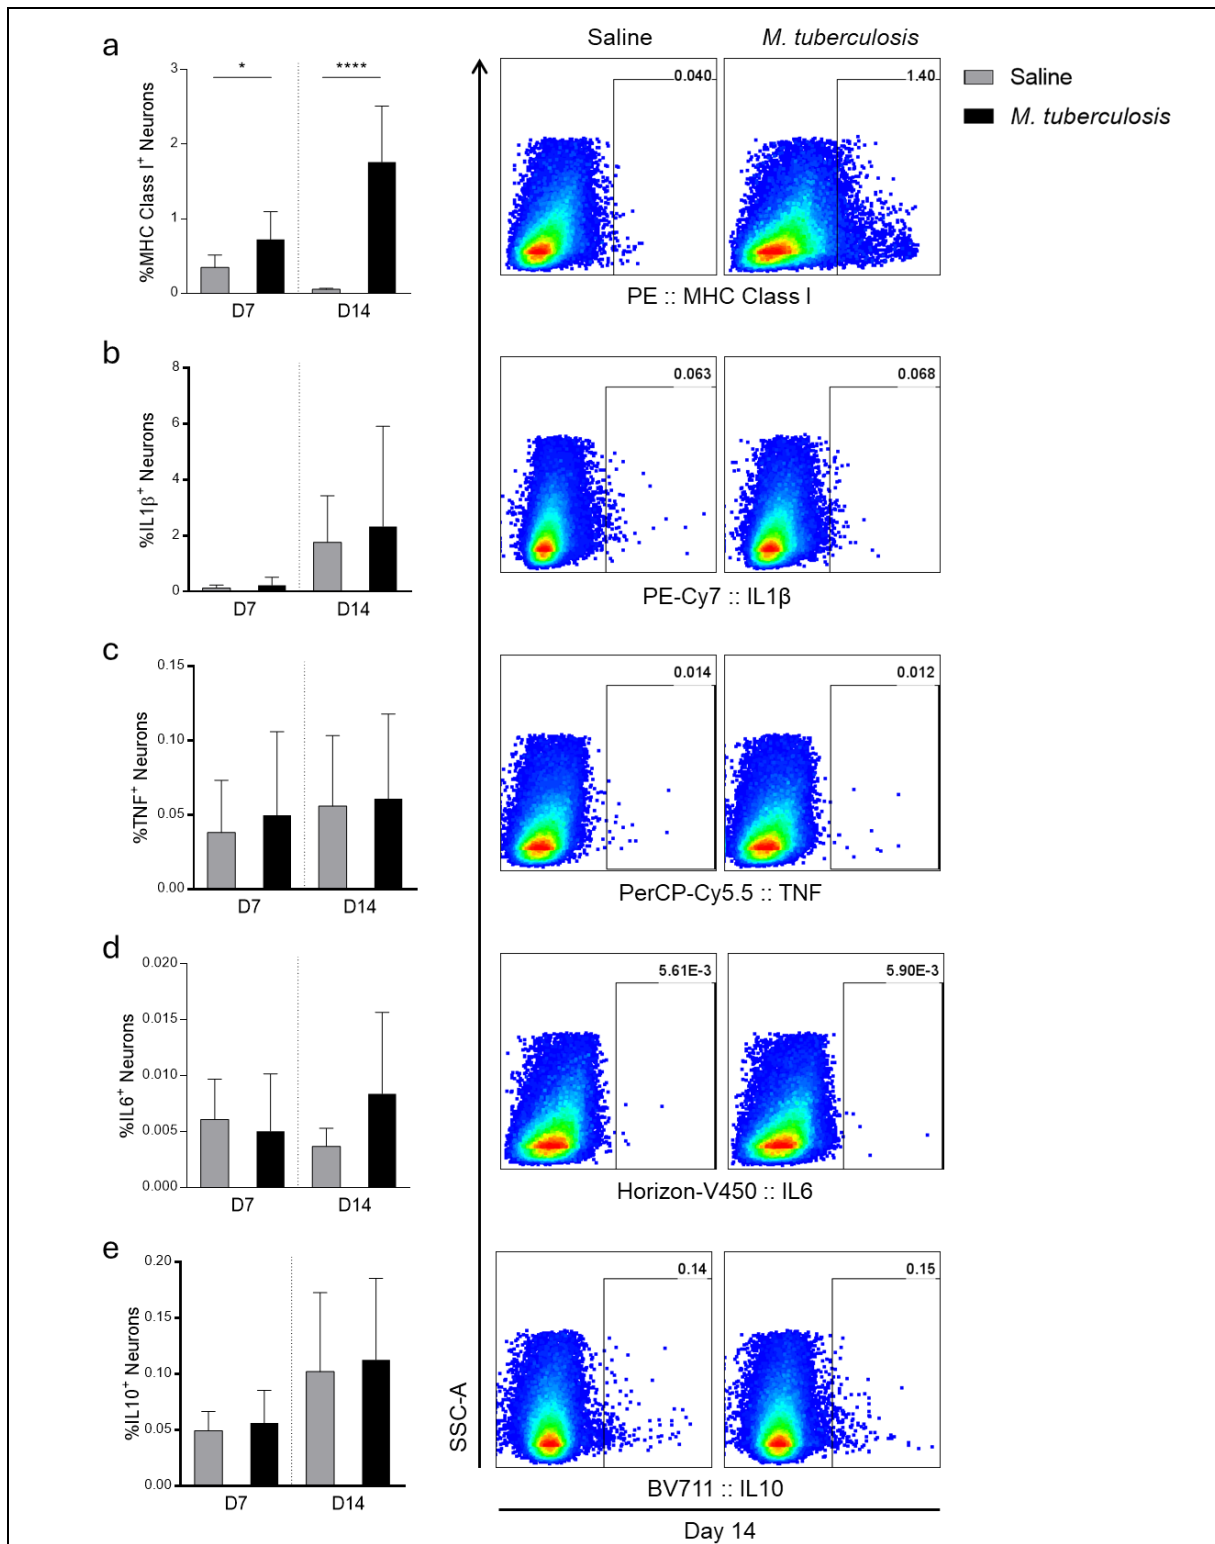 a
Saline
M. tuberculosis
Saline
M. tuberculosis
%MHC Class I+ Neurons
3
2
1
0
*
****
D7
D14
0.040
1.40
PE :: MHC Class I
b
%IL1β+ Neurons
8
6
4
2
0
D7
D14
0.063
0.068
PE-Cy7 :: IL1β
c
%TNF+ Neurons
0.15
0.10
0.05
0.00
D7
D14
0.014
0.012
PerCP-Cy5.5 :: TNF
d
%IL6+ Neurons
0.020
0.015
0.010
0.005
0.000
D7
D14
5.61E-3
5.90E-3
Horizon-V450 :: IL6
e
%IL10+ Neurons
0.20
0.15
0.10
0.05
0.00
D7
D14
0.14
0.15
SSC-A
BV711 :: IL10
Day 14